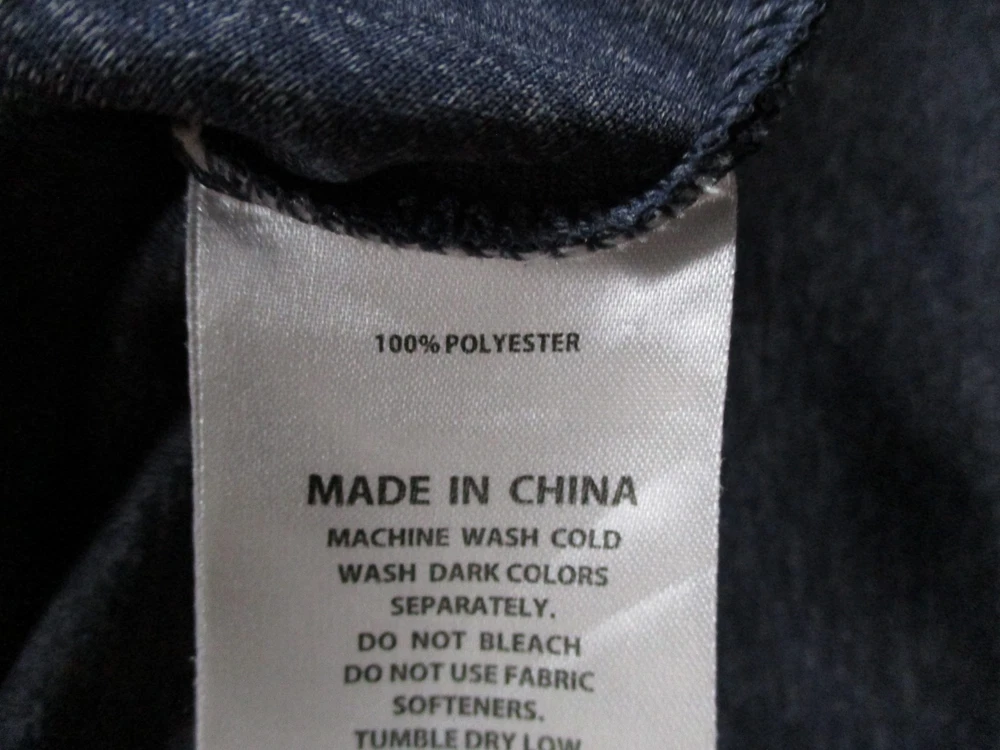 100% POLYESTER
MADE IN CHINA
MACHINE WASH COLD
WASH DARK COLORS
SEPARATELY.
DO NOT BLEACH
DO NOT USE FABRIC
SOFTENERS.
TUMBLE DRY LOW